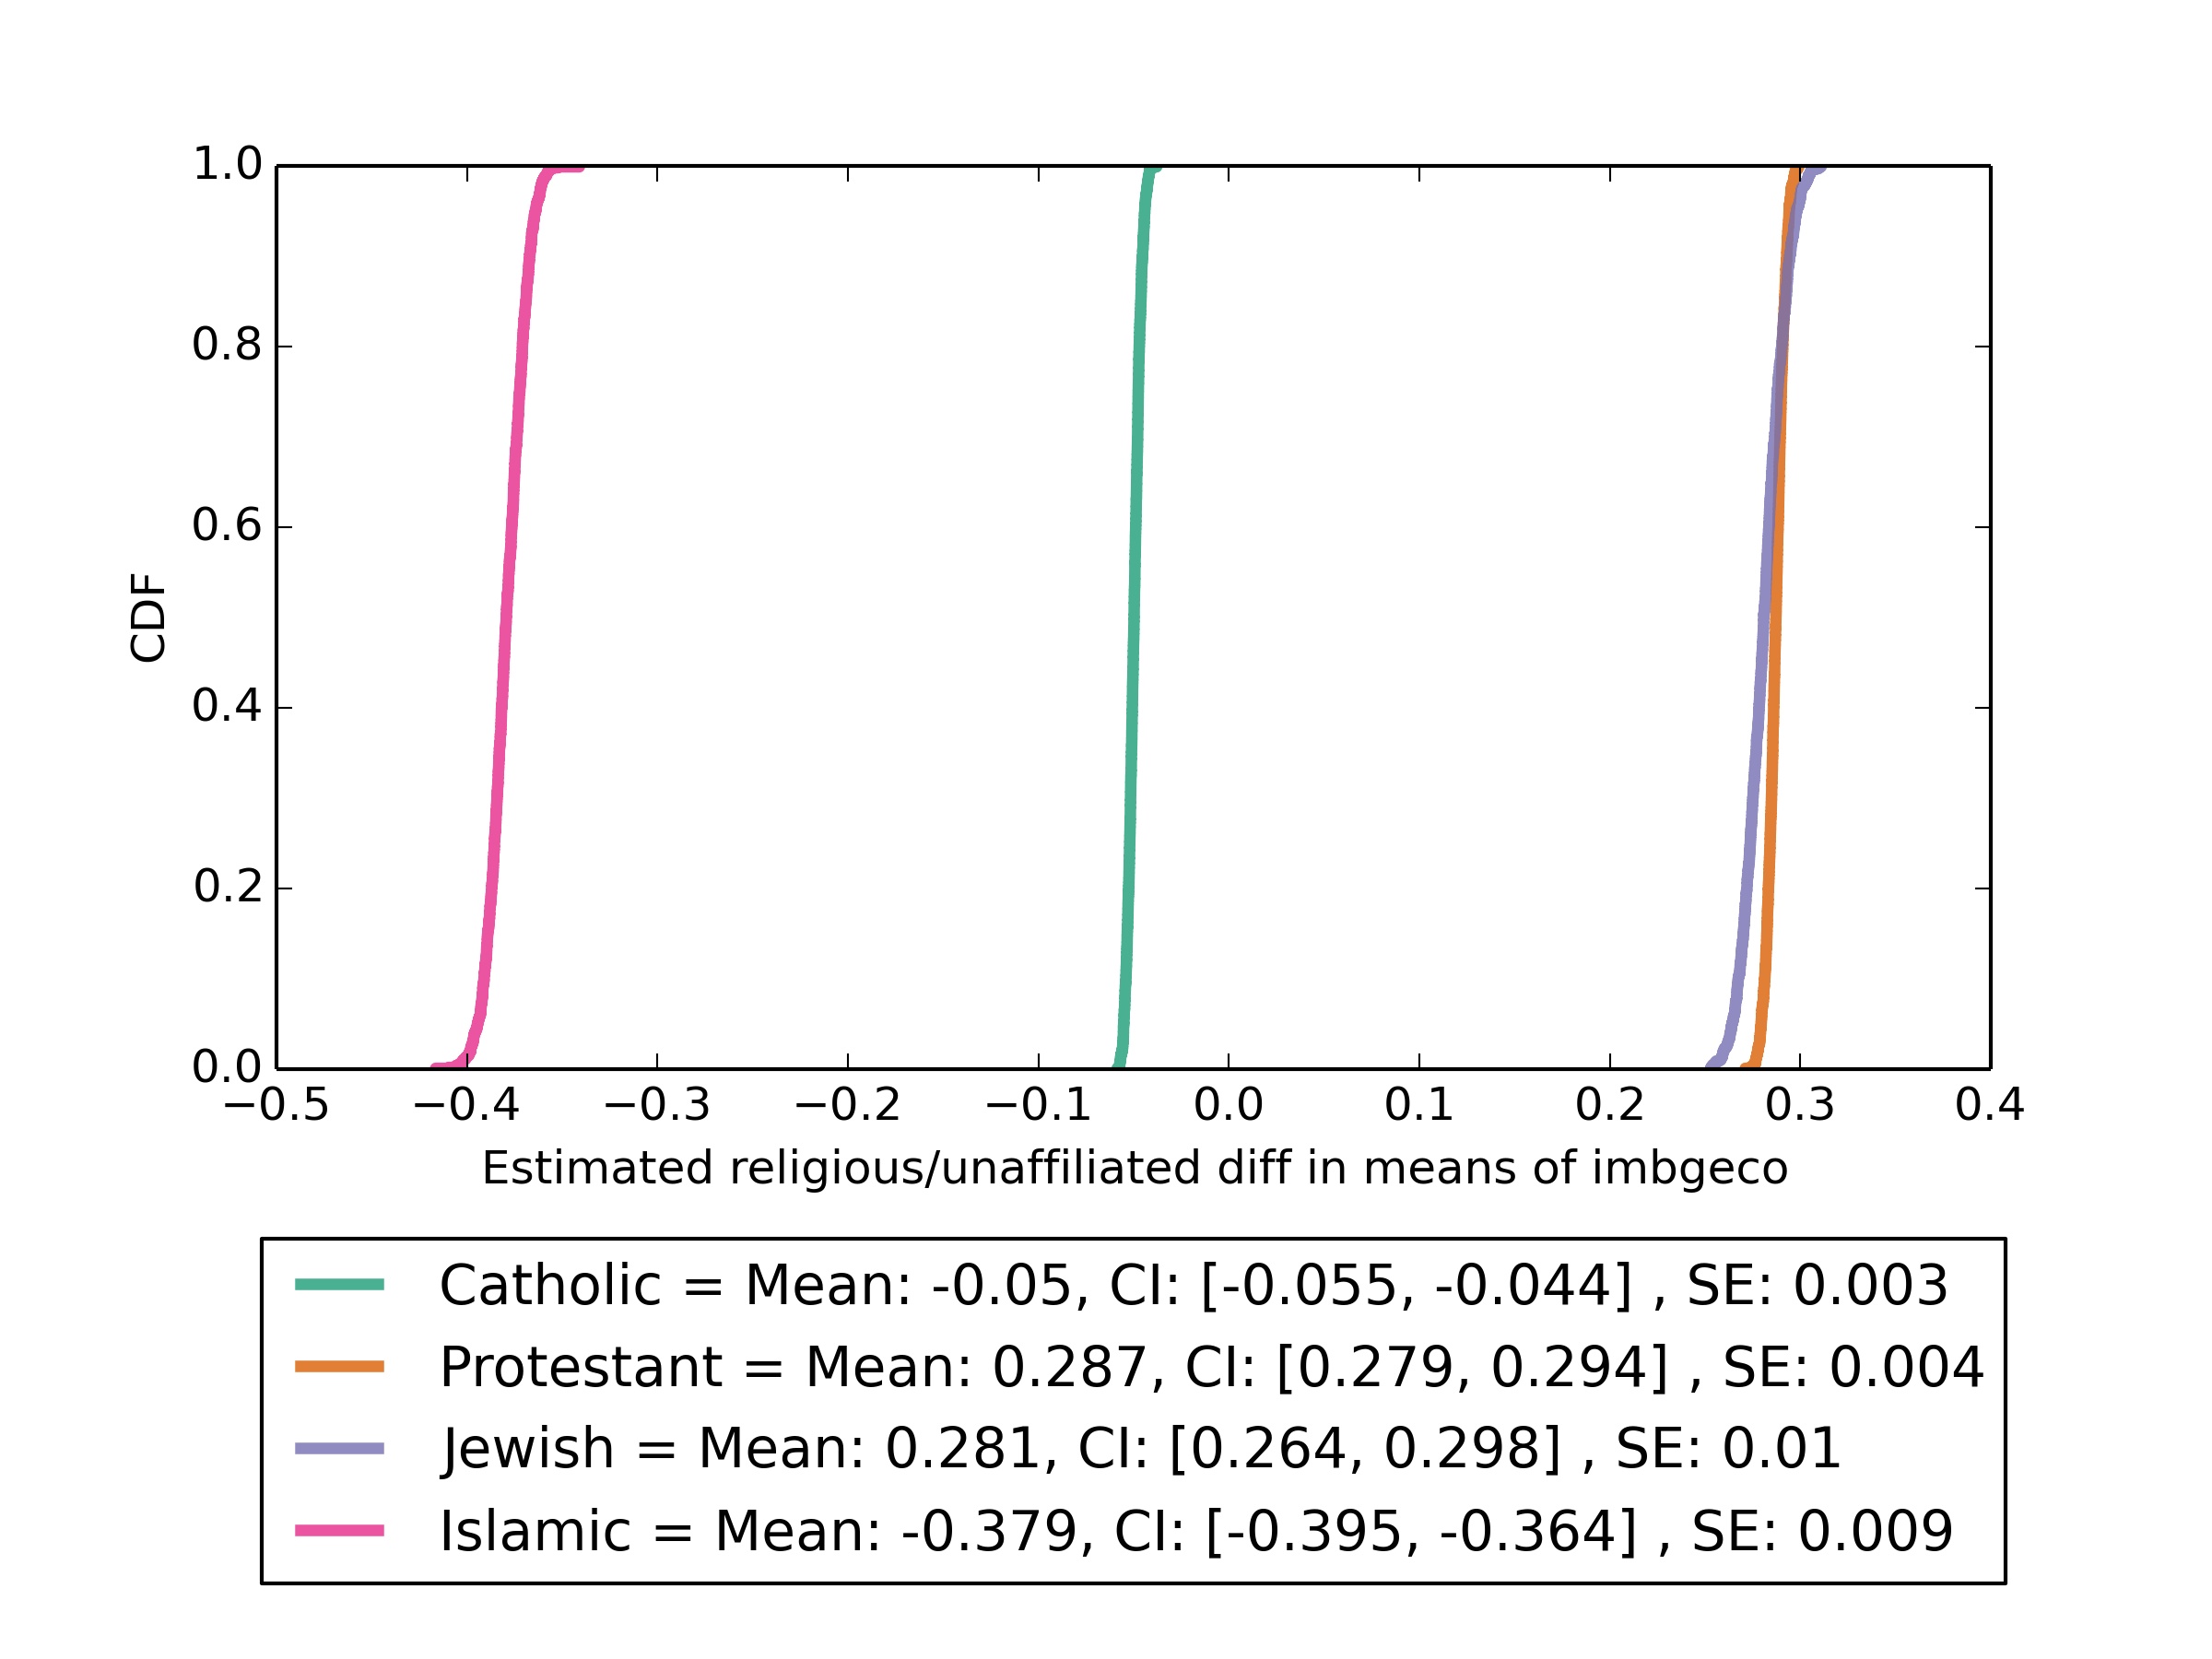 1.0
0.8
0.6
0.4
0.2
0.0
CDF
−0.5 −0.4 −0.3 −0.2 −0.1 0.0 0.1 0.2 0.3 0.4
Estimated religious/unaffiliated diff in means of imbgeco
Catholic = Mean: -0.05, CI: [-0.055, -0.044] , SE: 0.003
Protestant = Mean: 0.287, CI: [0.279, 0.294] , SE: 0.004
Jewish = Mean: 0.281, CI: [0.264, 0.298] , SE: 0.01
Islamic = Mean: -0.379, CI: [-0.395, -0.364] , SE: 0.009